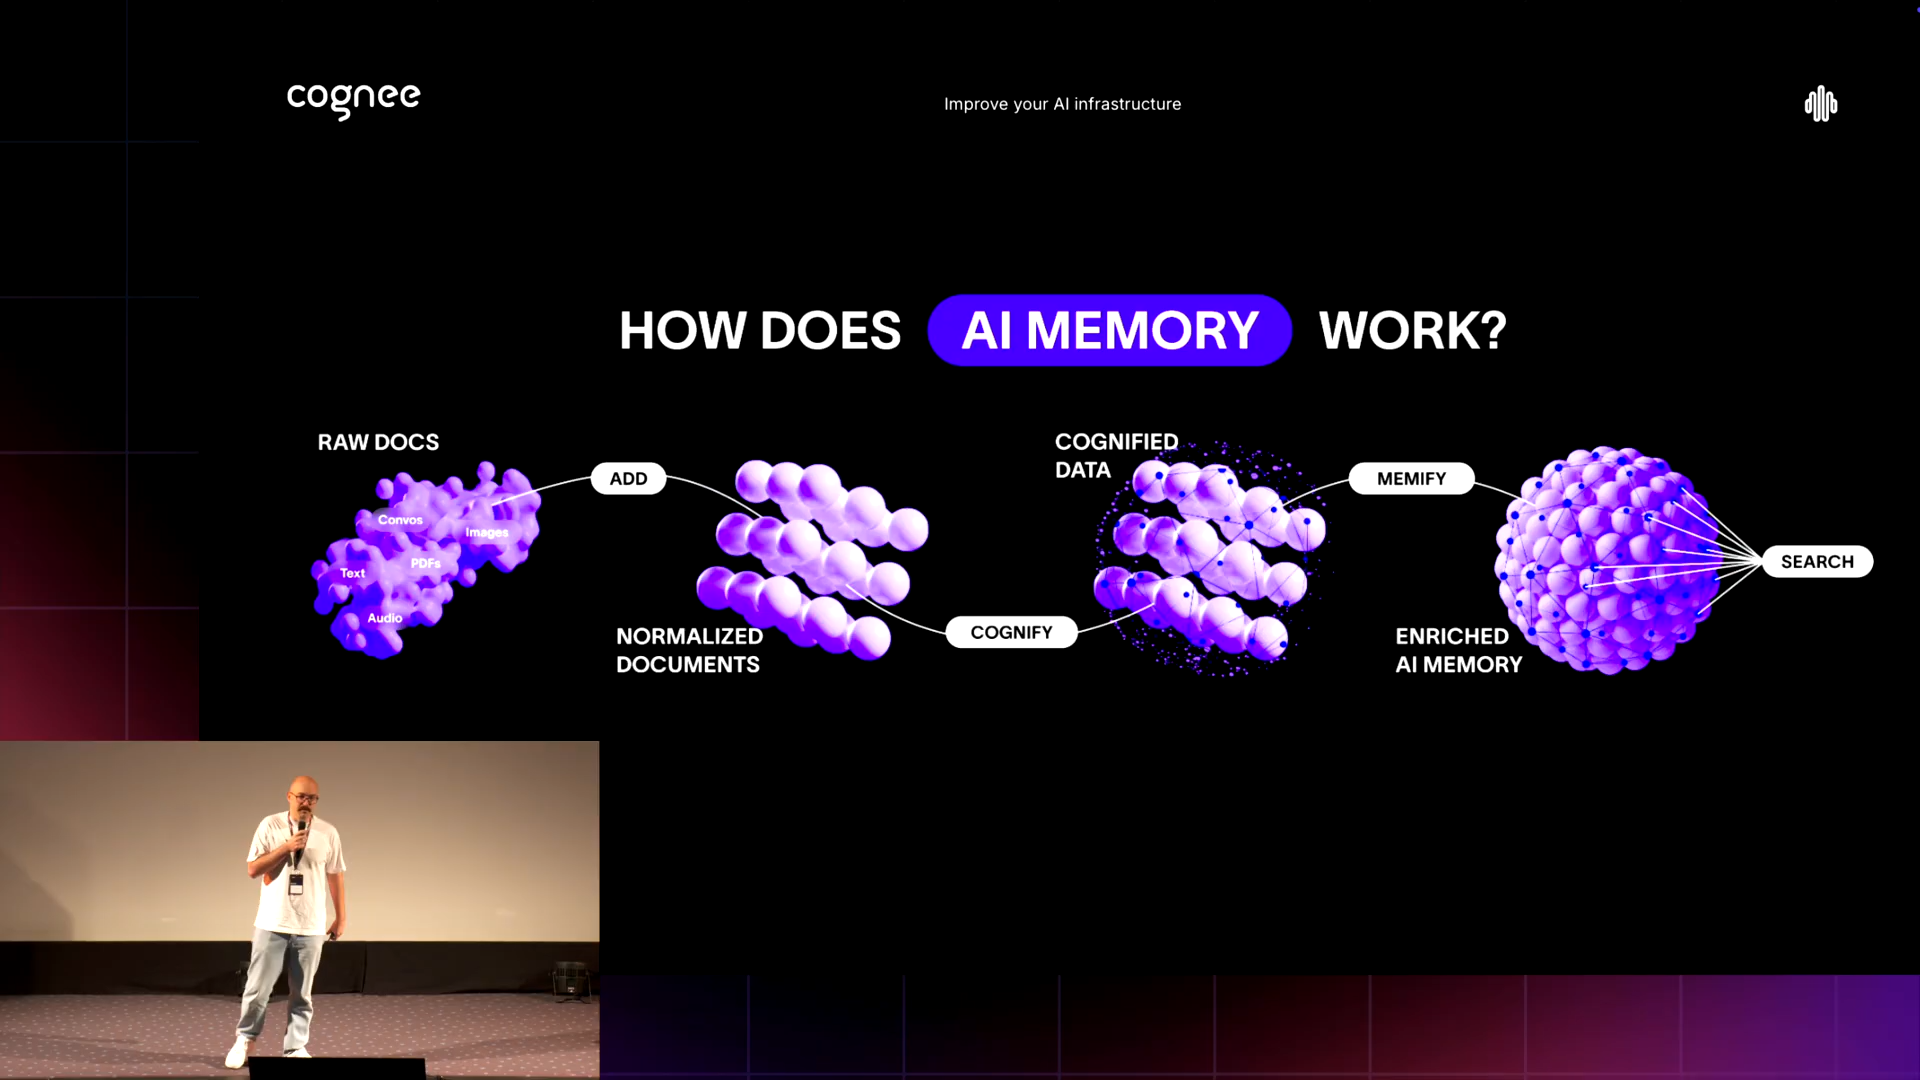 cognee
Improve your AI infrastructure
HOW DOES AI MEMORY WORK?
RAW DOCS
Convos
Images
PDFs
Text
Audio
ADD
NORMALIZED
DOCUMENTS
COGNIFY
COGNIFIED
DATA
MEMIFY
ENRICHED
AI MEMORY
SEARCH